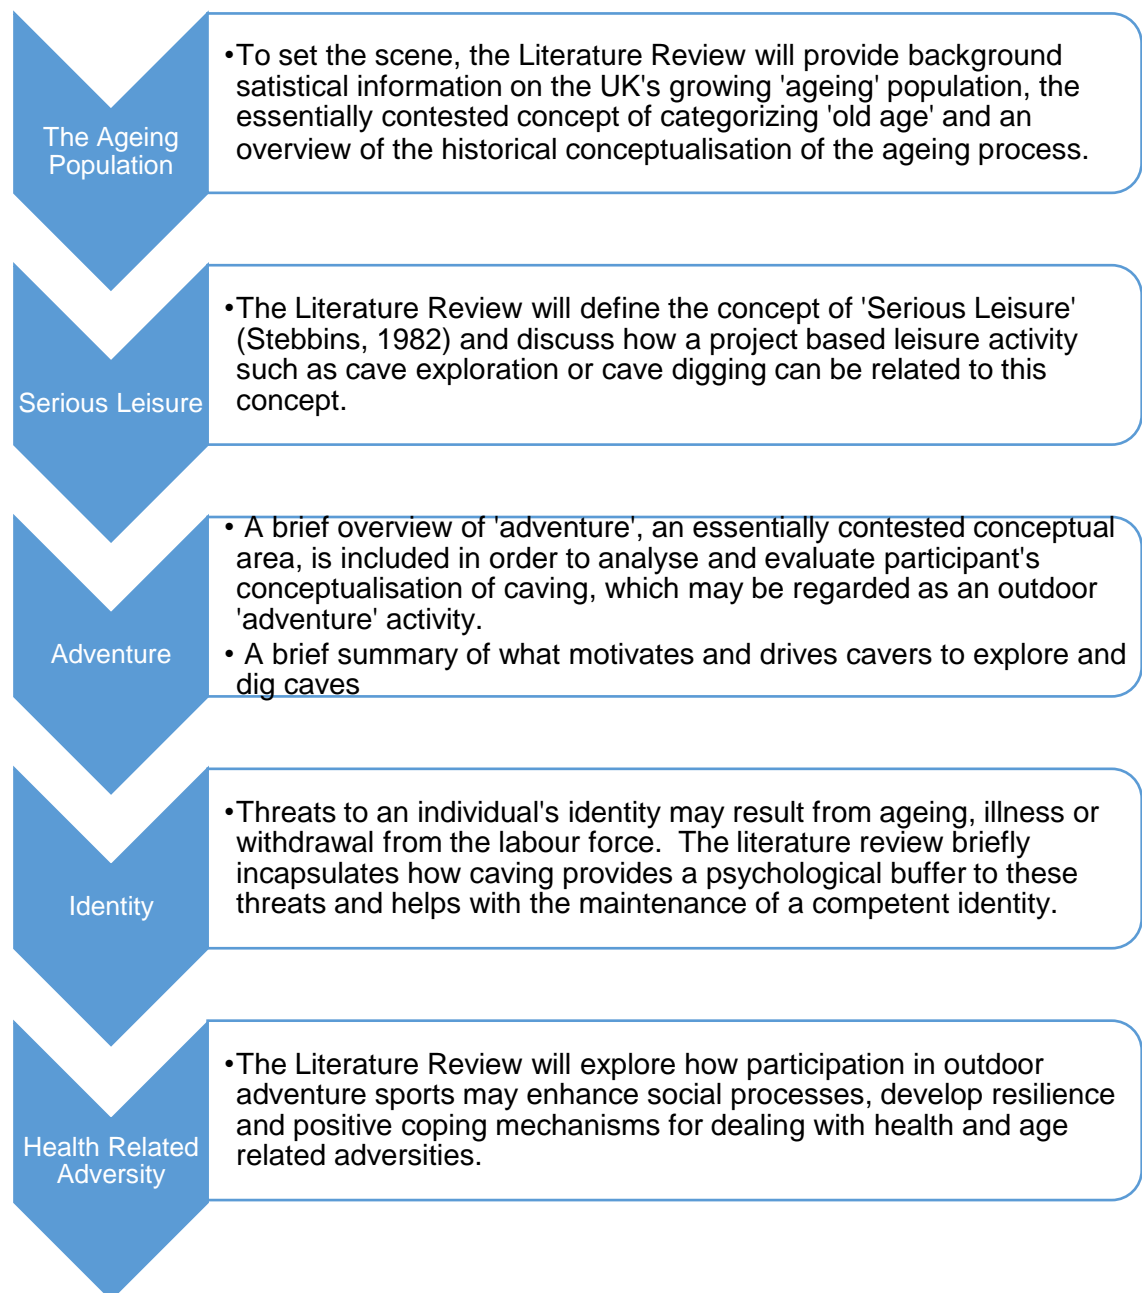 The Ageing
Population
•To set the scene, the Literature Review will provide background
satistical information on the UK's growing 'ageing' population, the
essentially contested concept of categorizing 'old age' and an
overview of the historical conceptualisation of the ageing process.
Serious Leisure
•The Literature Review will define the concept of 'Serious Leisure'
(Stebbins, 1982) and discuss how a project based leisure activity
such as cave exploration or cave digging can be related to this
concept.
Adventure
• A brief overview of 'adventure', an essentially contested conceptual
area, is included in order to analyse and evaluate participant's
conceptualisation of caving, which may be regarded as an outdoor
'adventure' activity.
• A brief summary of what motivates and drives cavers to explore and
dig caves
Identity
•Threats to an individual's identity may result from ageing, illness or
withdrawal from the labour force.  The literature review briefly
incapsulates how caving provides a psychological buffer to these
threats and helps with the maintenance of a competent identity.
Health Related
Adversity
•The Literature Review will explore how participation in outdoor
adventure sports may enhance social processes, develop resilience
and positive coping mechanisms for dealing with health and age
related adversities.